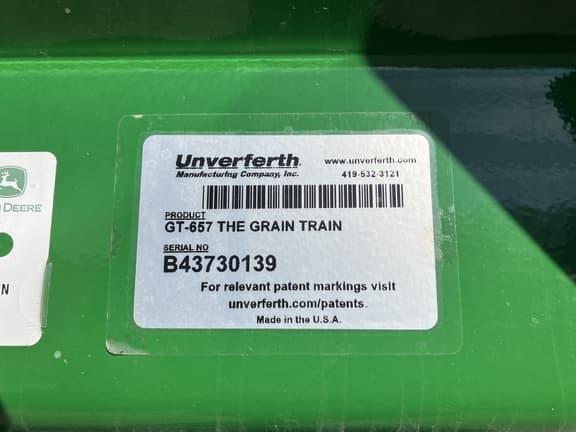 Unverferth
Manufacturing Company, Inc.
www.unverferth.com
419-532-3121
PRODUCT
GT-657 THE GRAIN TRAIN
SERIAL NO
B43730139
For relevant patent markings visit
unverferth.com/patents.
Made in the U.S.A.
DEERE